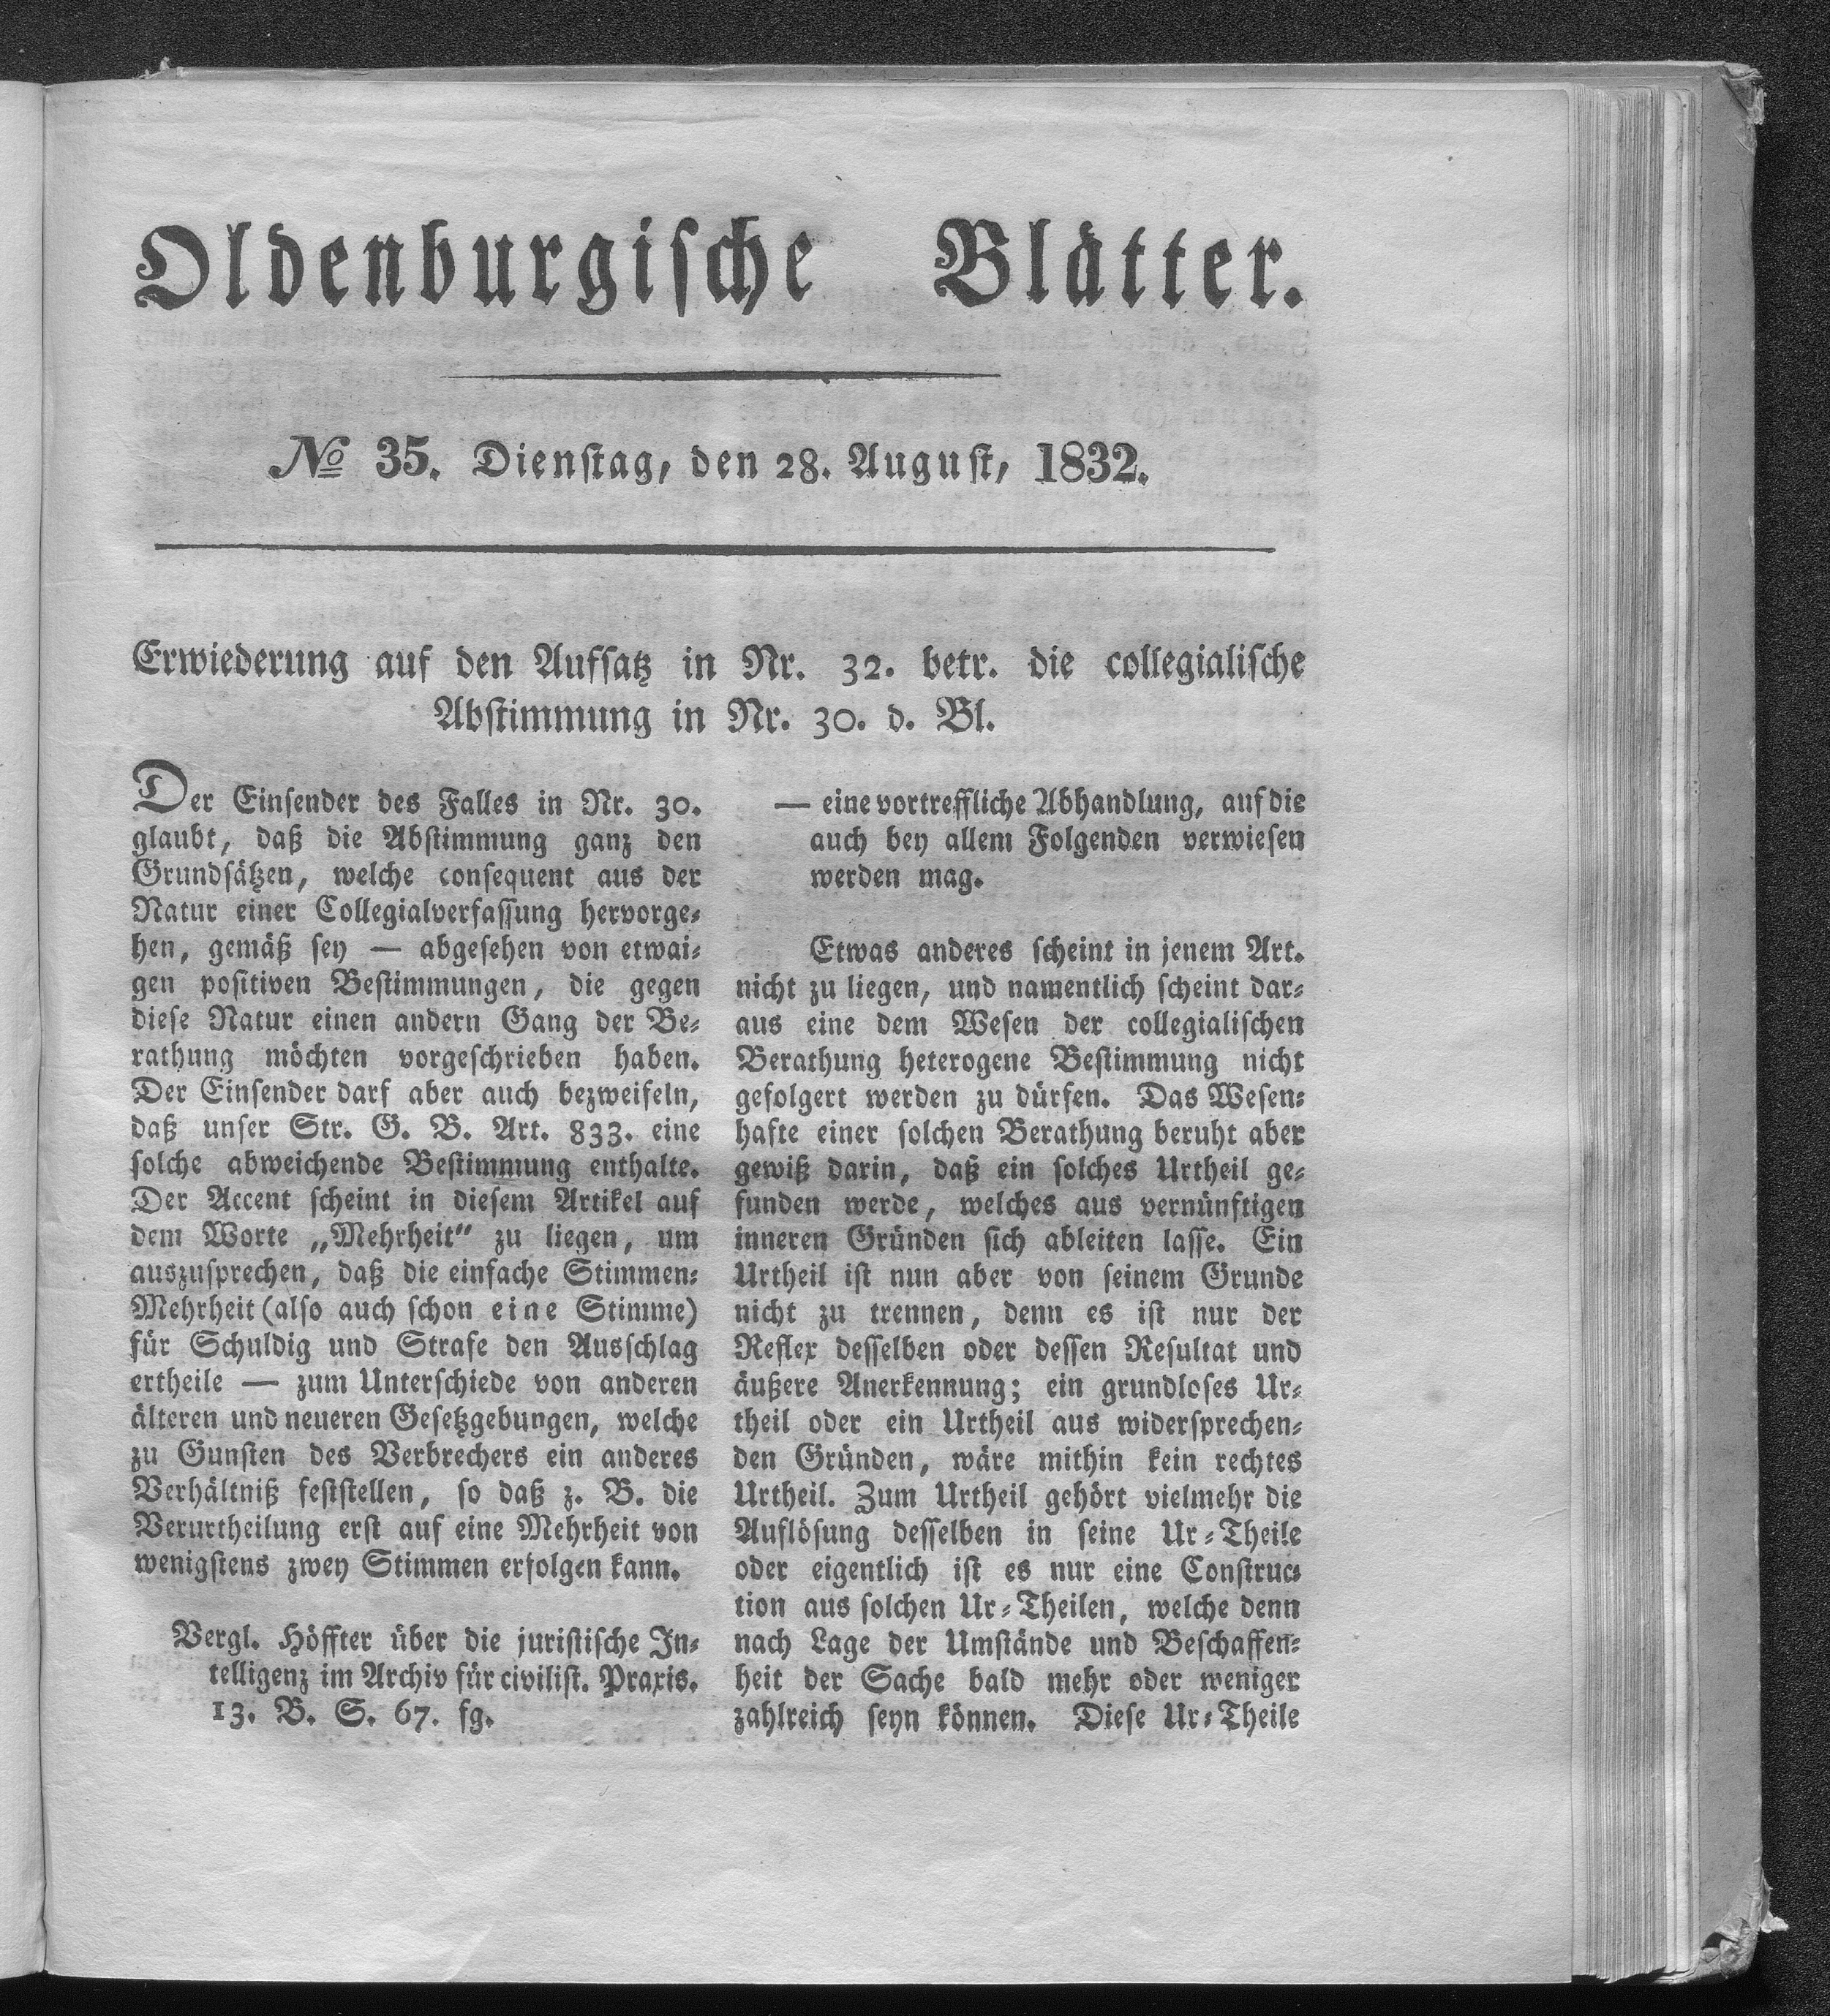 Oldenburgische Blätter.
No 35. Dienstag, den 28. August, 1832.
Erwiederung auf den Aufsatz in Nr. 32. betr. die collegialische
Abstimmung in Nr. 30. d. Bl.
Der Einsender des Falles in Nr. 30.
glaubt, daß die Abstimmung ganz den
Grundsätzen, welche consequent aus der
Natur einer Collegialverfassung hervorge-
hen, gemäß sey — abgesehen von etwai-
gen positiven Bestimmungen, die gegen
diese Natur einen andern Gang der Be-
rathung möchten vorgeschrieben haben.
Der Einsender darf aber auch bezweifeln,
daß unser Str. G. B. Art. 833. eine
solche abweichende Bestimmung enthalte.
Der Accent scheint in diesem Artikel auf
dem Worte „Mehrheit“ zu liegen, um
auszusprechen, daß die einfache Stimmen-
Mehrheit (also auch schon eine Stimme)
für Schuldig und Strafe den Ausschlag
ertheile — zum Unterschiede von anderen
älteren und neueren Gesetzgebungen, welche
zu Gunsten des Verbrechers ein anderes
Verhältniß feststellen, so daß z. B. die
Verurtheilung erst auf eine Mehrheit von
wenigstens zwey Stimmen erfolgen kann.
Vergl. Höffter über die juristische In-
telligenz im Archiv für civilist. Praxis.
13. B. S. 67. fg.
— eine vortreffliche Abhandlung, auf die
auch bey allem Folgenden verwiesen
werden mag.
Etwas anderes scheint in jenem Art.
nicht zu liegen, und namentlich scheint dar-
aus eine dem Wesen der collegialischen
Berathung heterogene Bestimmung nicht
gefolgert werden zu dürfen. Das Wesen-
hafte einer solchen Berathung beruht aber
gewiß darin, daß ein solches Urtheil ge-
funden werde, welches aus vernünftigen
inneren Gründen sich ableiten lasse. Ein
Urtheil ist nun aber von seinem Grunde
nicht zu trennen, denn es ist nur der
Reflex desselben oder dessen Resultat und
äußere Anerkennung; ein grundloses Ur-
theil oder ein Urtheil aus widersprechen-
den Gründen, wäre mithin kein rechtes
Urtheil. Zum Urtheil gehört vielmehr die
Auflösung desselben in seine Ur-Theile
oder eigentlich ist es nur eine Construc-
tion aus solchen Ur-Theilen, welche denn
nach Lage der Umstände und Beschaffen-
heit der Sache bald mehr oder weniger
zahlreich seyn können. Diese Ur-Theile